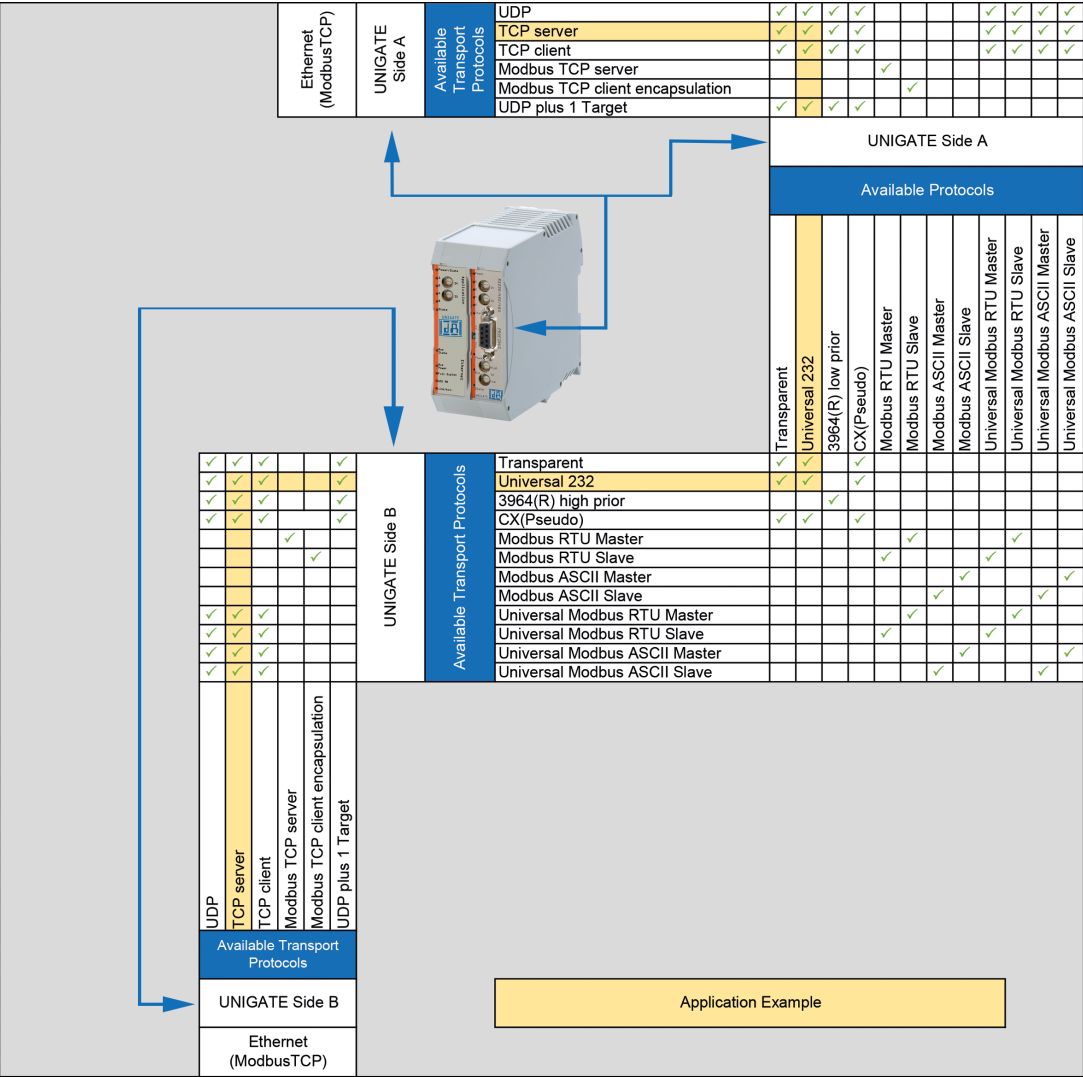 Ethernet
(ModbusTCP)
UNIGATE
Side A
Available
Transport
Protocols
UDP
TCP server
TCP client
Modbus TCP server
Modbus TCP client encapsulation
UDP plus 1 Target
UNIGATE Side A
Available Protocols
Transparent
Universal 232
3964(R) low prior
CX(Pseudo)
Modbus RTU Master
Modbus RTU Slave
Modbus ASCII Master
Modbus ASCII Slave
Universal Modbus RTU Master
Universal Modbus RTU Slave
Universal Modbus ASCII Master
Universal Modbus ASCII Slave
UNIGATE
UNIGATE Side B
Available Transport Protocols
Transparent
Universal 232
3964(R) high prior
CX(Pseudo)
Modbus RTU Master
Modbus RTU Slave
Modbus ASCII Master
Modbus ASCII Slave
Universal Modbus RTU Master
Universal Modbus RTU Slave
Universal Modbus ASCII Master
Universal Modbus ASCII Slave
UDP
TCP server
TCP client
Modbus TCP server
Modbus TCP client encapsulation
UDP plus 1 Target
Available Transport
Protocols
UNIGATE Side B
Ethernet
(ModbusTCP)
Application Example